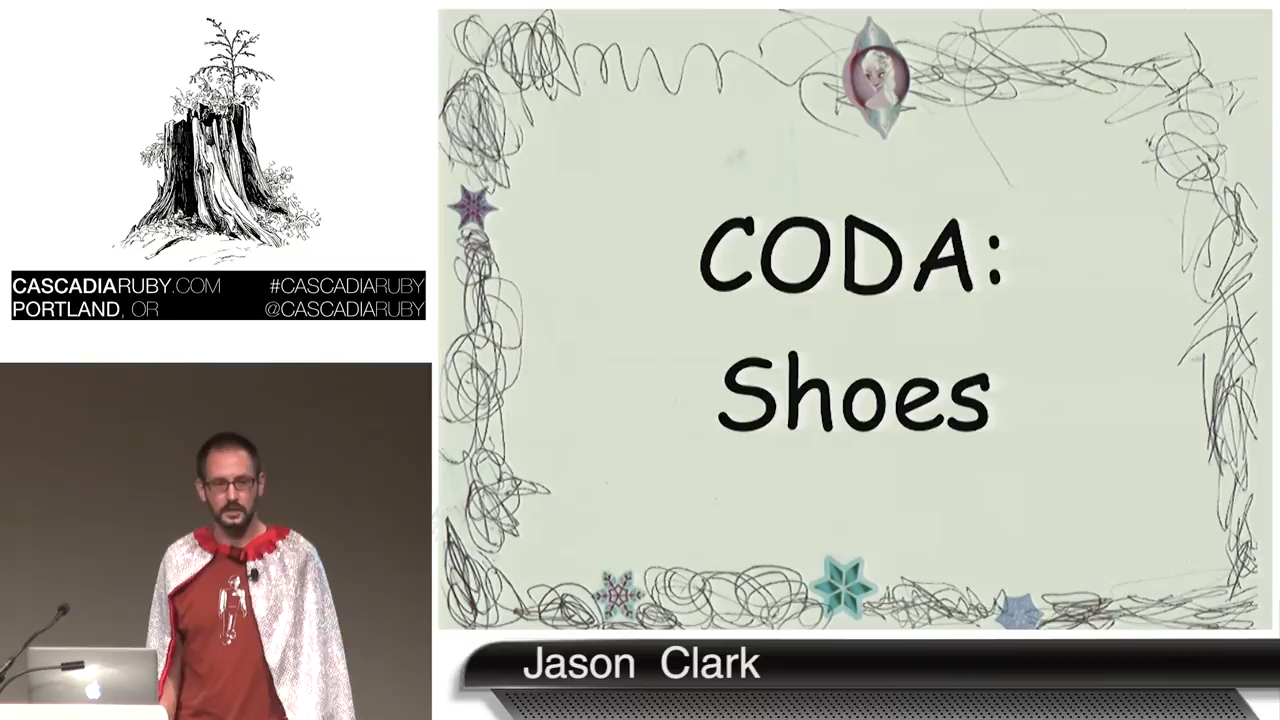 CASCADIARUBY.COM #CASCADIARUBY
PORTLAND, OR @CASCADIARUBY
CODA:
Shoes
Jason Clark